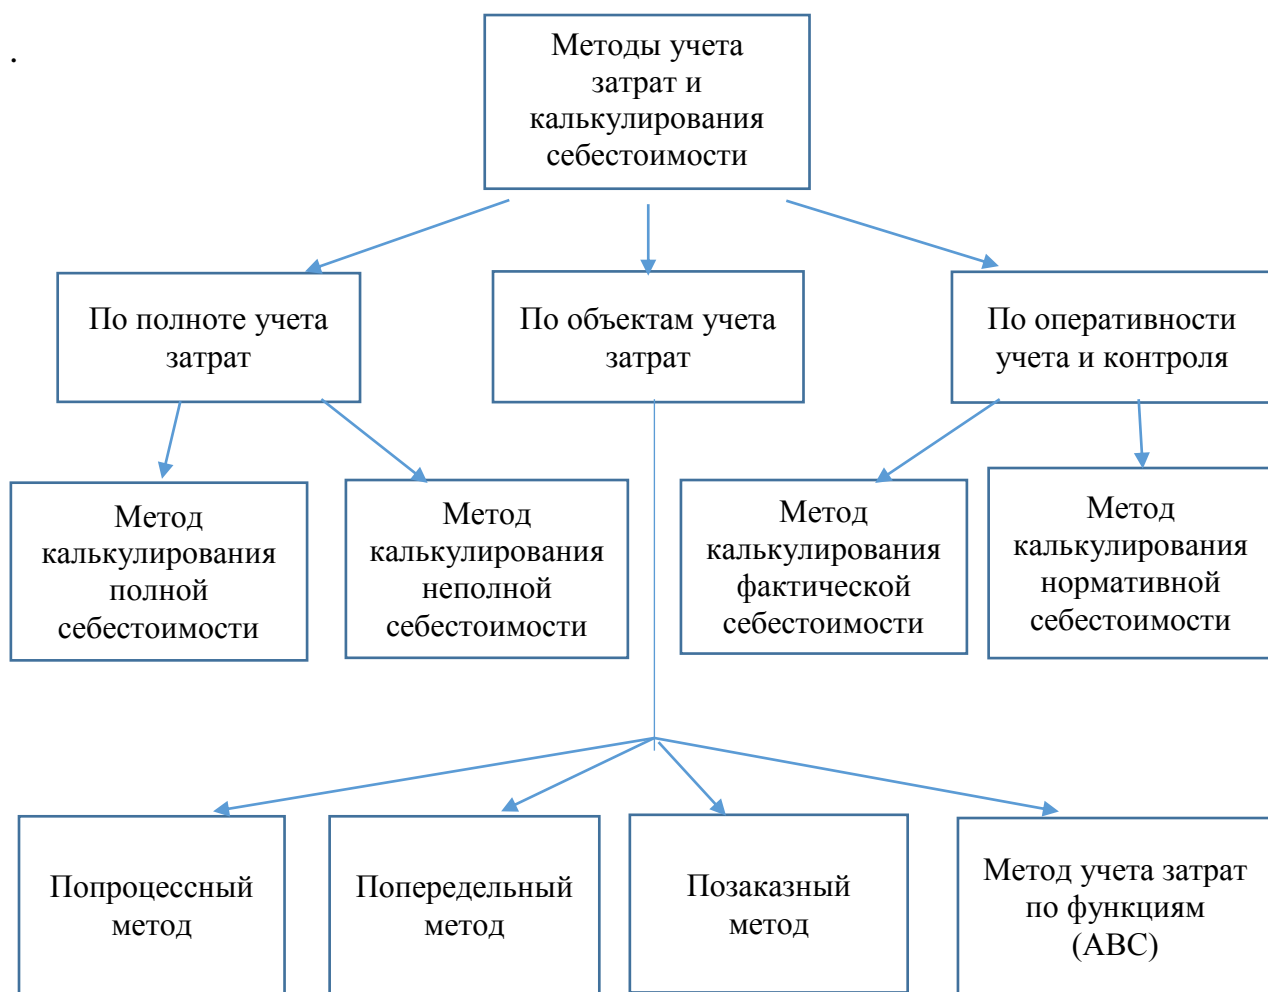 .
Методы учета
затрат и
калькулирования
себестоимости
По полноте учета
затрат
По объектам учета
затрат
По оперативности
учета и контроля
Метод
калькулирования
полной
себестоимости
Метод
калькулирования
неполной
себестоимости
Метод
калькулирования
фактической
себестоимости
Метод
калькулирования
нормативной
себестоимости
Попроцессный
метод
Попередельный
метод
Позаказный
метод
Метод учета затрат
по функциям
(АВС)